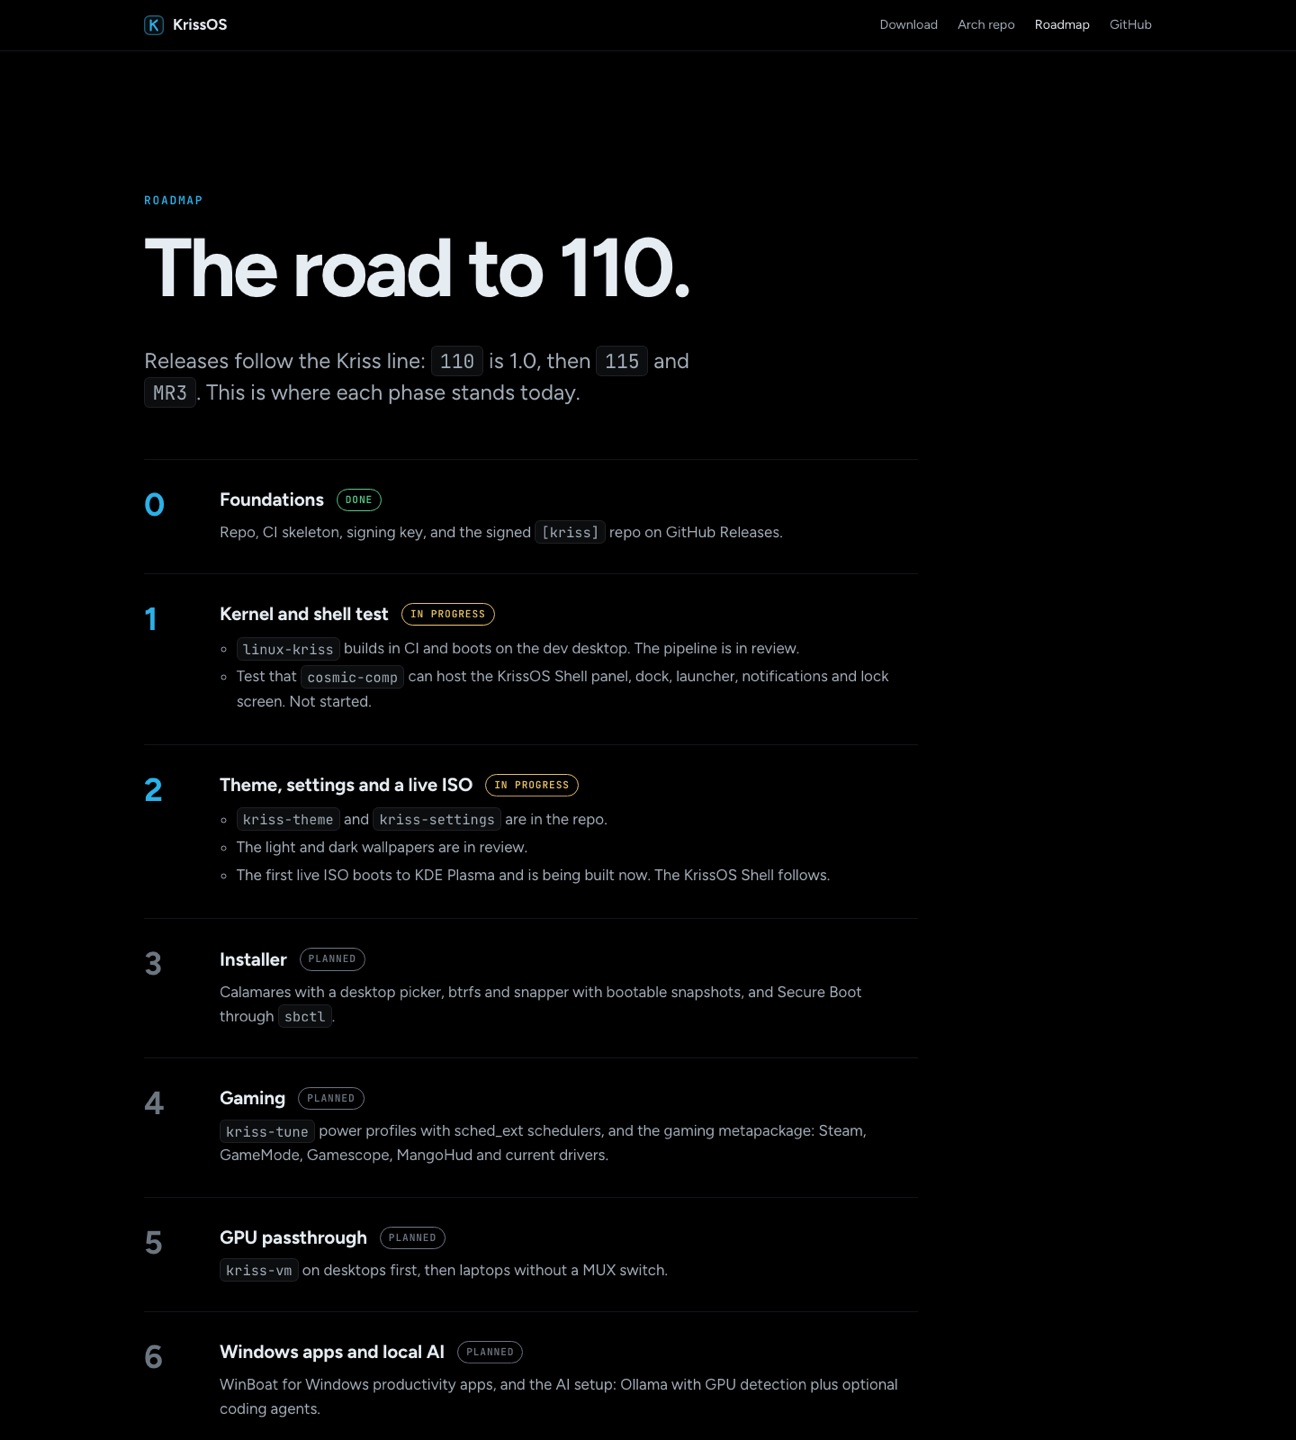 K KrissOS
Download Arch repo Roadmap GitHub
ROADMAP
The road to 110.
Releases follow the Kriss line: 110 is 1.0, then 115 and
MR3. This is where each phase stands today.
0 Foundations DONE
Repo, CI skeleton, signing key, and the signed [kriss] repo on GitHub Releases.
1 Kernel and shell test IN PROGRESS
linux-kriss builds in CI and boots on the dev desktop. The pipeline is in review.
Test that cosmic-comp can host the KrissOS Shell panel, dock, launcher, notifications and lock
screen. Not started.
2 Theme, settings and a live ISO IN PROGRESS
kriss-theme and kriss-settings are in the repo.
The light and dark wallpapers are in review.
The first live ISO boots to KDE Plasma and is being built now. The KrissOS Shell follows.
3 Installer PLANNED
Calamares with a desktop picker, btrfs and snapper with bootable snapshots, and Secure Boot
through sbctl.
4 Gaming PLANNED
kriss-tune power profiles with sched_ext schedulers, and the gaming metapackage: Steam,
GameMode, Gamescope, MangoHud and current drivers.
5 GPU passthrough PLANNED
kriss-vm on desktops first, then laptops without a MUX switch.
6 Windows apps and local AI PLANNED
WinBoat for Windows productivity apps, and the AI setup: Ollama with GPU detection plus optional
coding agents.